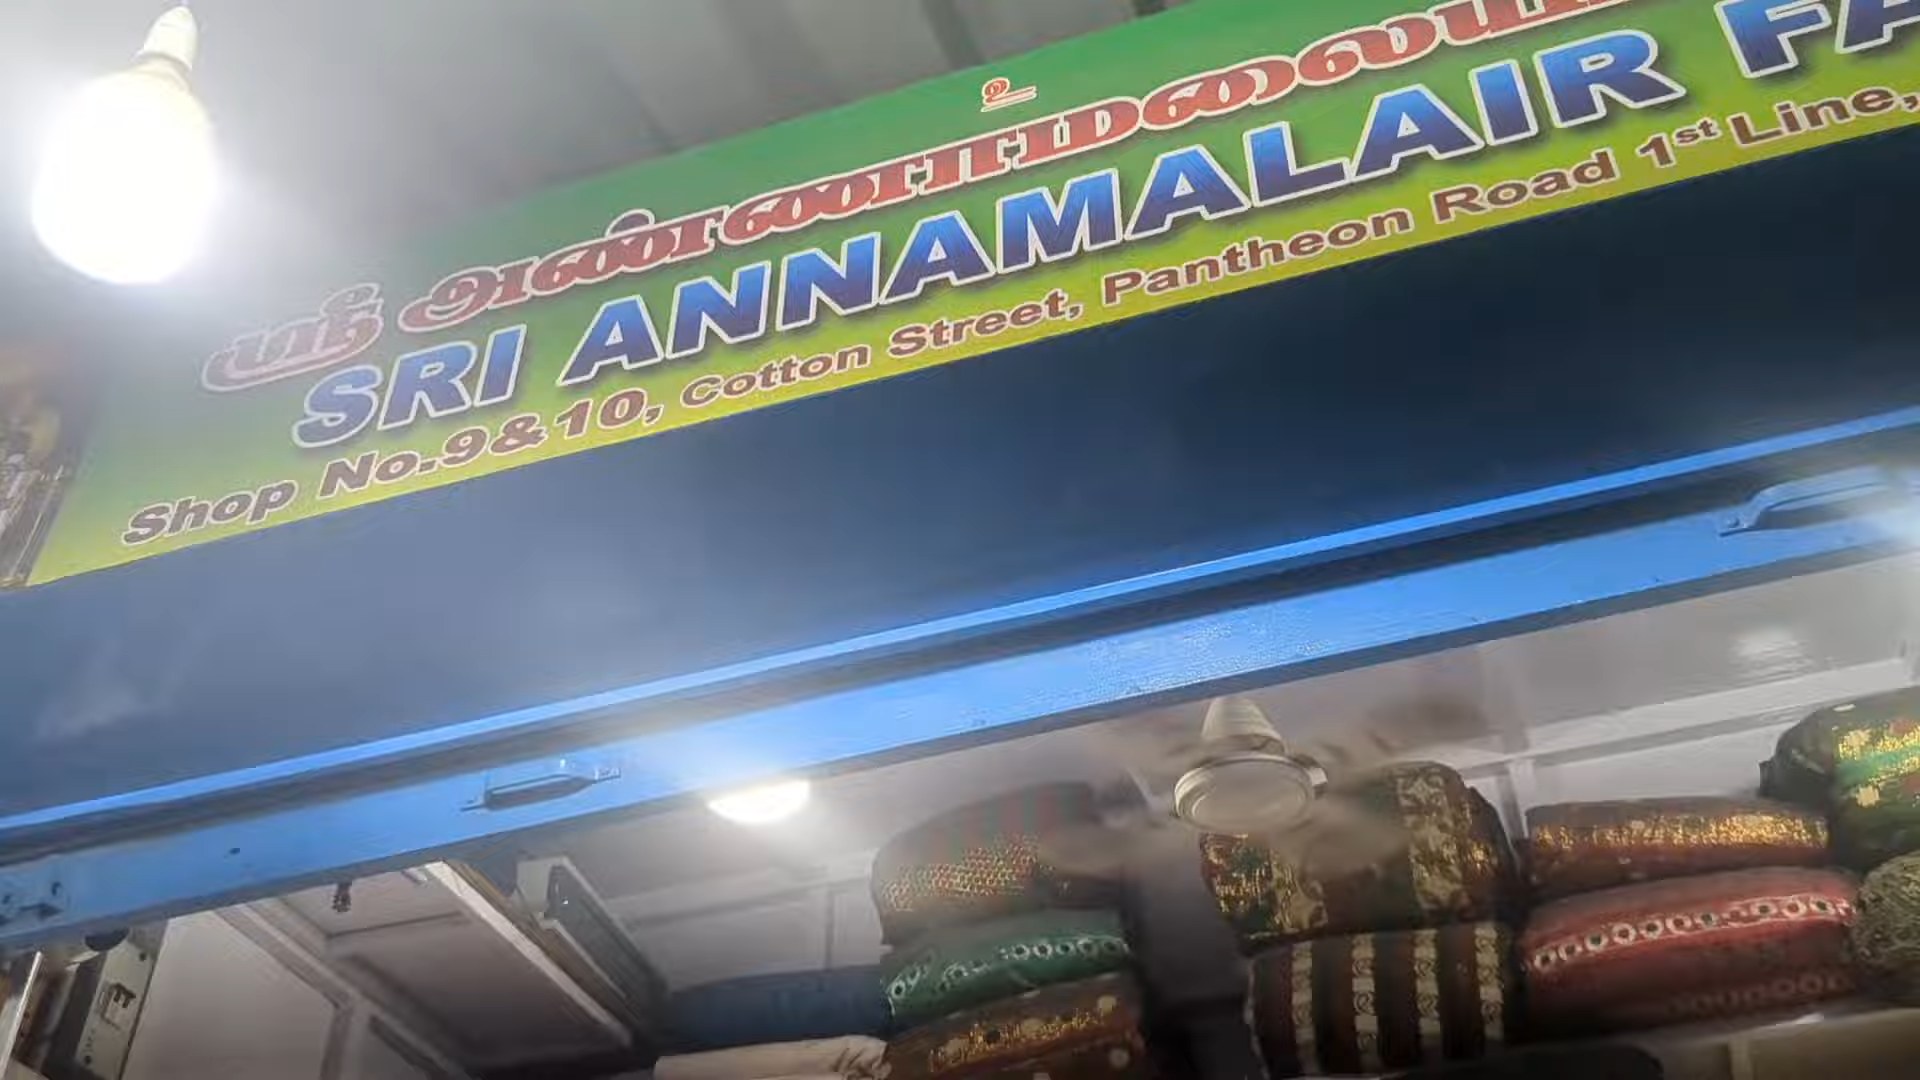 உ
ஸ்ரீ அண்ணாமலையார்
SRI ANNAMALAIR FA
Shop No.9&10, Cotton Street, Pantheon Road 1st Line,